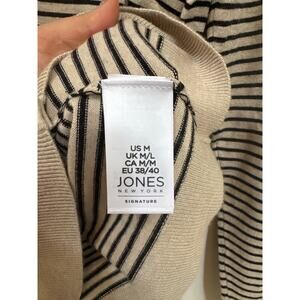 US M
UK M/L
CA M/M
EU 38/40
JONES
NEW YORK
SIGNATURE